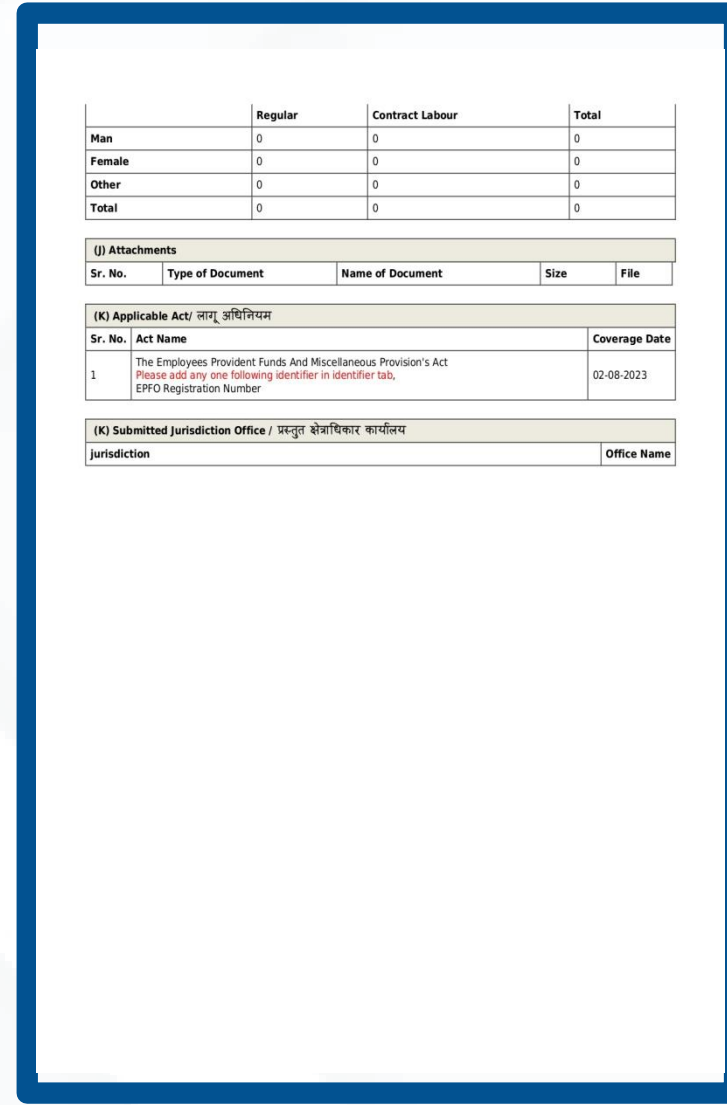 Regular Contract Labour Total
Man 0 0 0
Female 0 0 0
Other 0 0 0
Total 0 0 0
(J) Attachments
Sr. No. Type of Document Name of Document Size File
(K) Applicable Act/ लागू अधिनियम
Sr. No. Act Name Coverage Date
The Employees Provident Funds And Miscellaneous Provision's Act
Please add any one following identifier in identifier tab,
1 02-08-2023
EPFO Registration Number
(K) Submitted Jurisdiction Office / प्रस्तुत क्षेत्राधिकार कार्यालय
jurisdiction Office Name